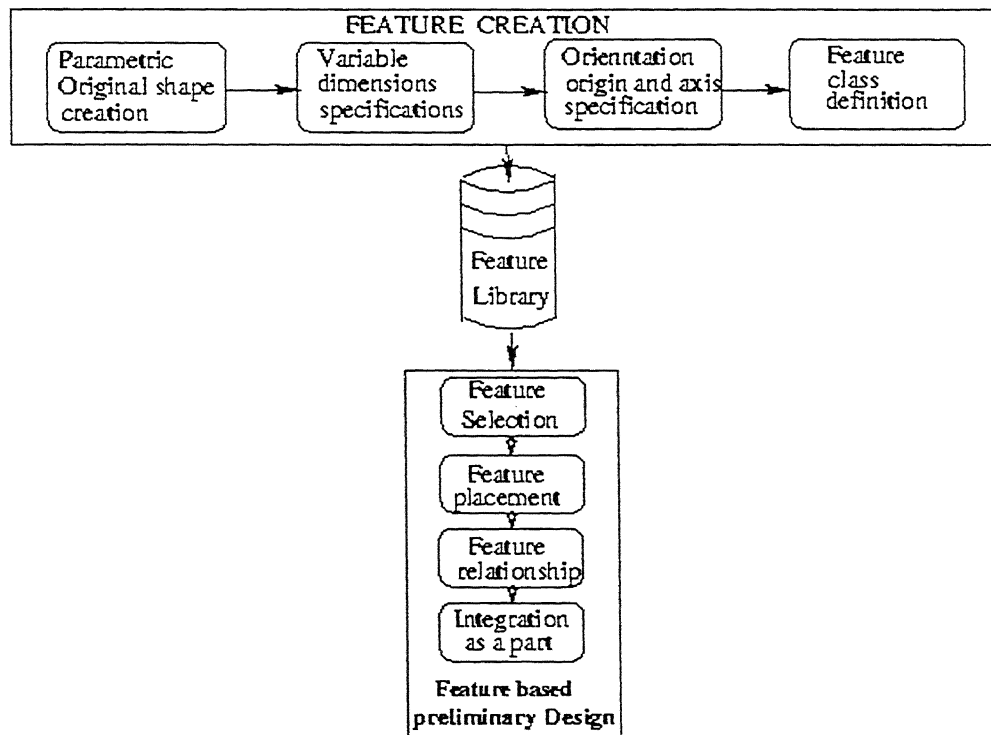 FEATURE CREATION
Parametric
Original shape
creation
Variable
dimensions
specifications
Orienntation
origin and axis
specification
Feature
class
definition
Feature
Library
Feature
Selection
Feature
placement
Feature
relationship
Integration
as a part
Feature based
preliminary Design